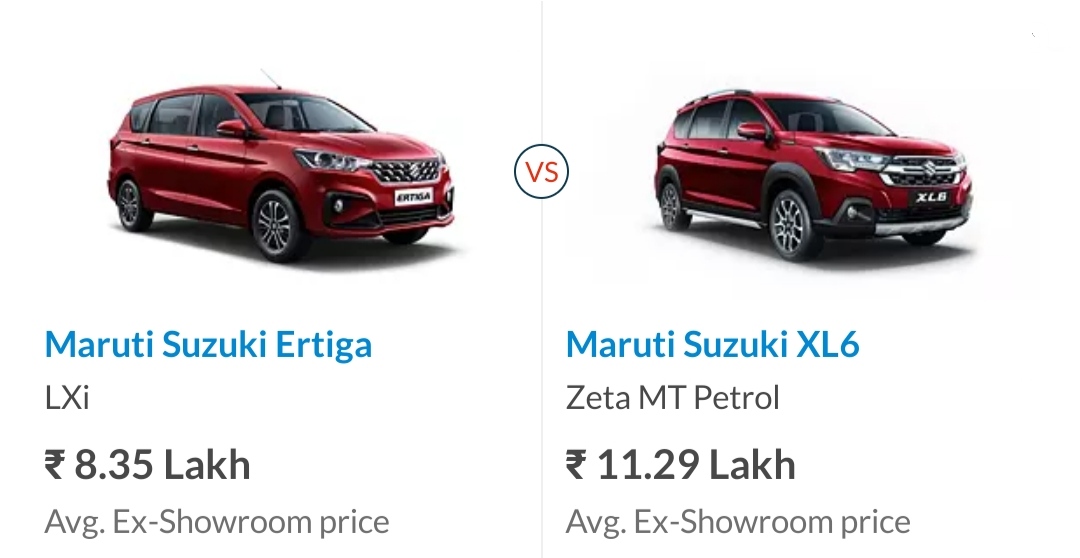 ERTIGA
VS
XL6
Maruti Suzuki Ertiga
LXi
₹ 8.35 Lakh
Avg. Ex-Showroom price
Maruti Suzuki XL6
Zeta MT Petrol
₹ 11.29 Lakh
Avg. Ex-Showroom price